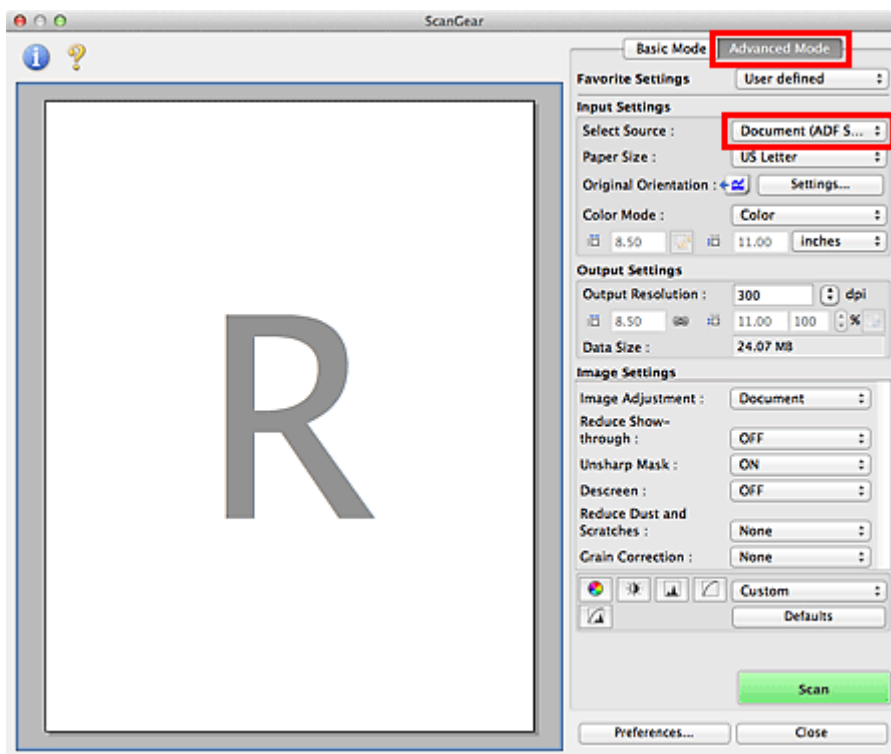 ScanGear
Basic Mode Advanced Mode
Favorite Settings User defined
Input Settings
Select Source : Document (ADF S...
Paper Size : US Letter
Original Orientation : R Settings...
Color Mode : Color
8.50 11.00 inches
Output Settings
Output Resolution : 300 dpi
8.50 11.00 100 %
Data Size : 24.07 MB
Image Settings
Image Adjustment : Document
Reduce Show-
through : OFF
Unsharp Mask : ON
Descreen : OFF
Reduce Dust and
Scratches : None
Grain Correction : None
Custom
Defaults
Scan
Preferences... Close
R